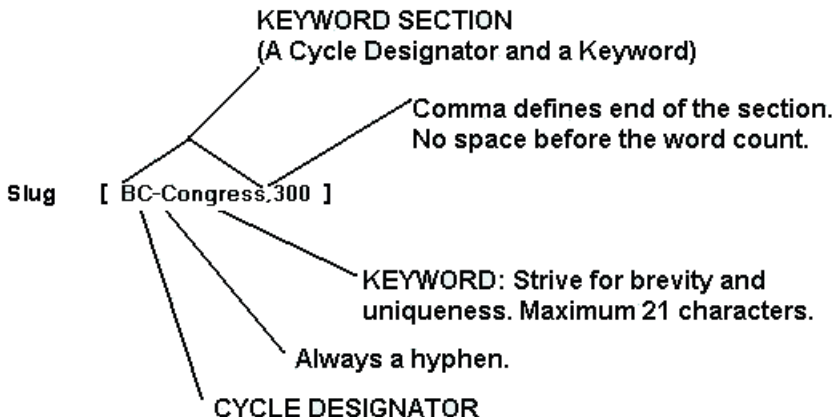 KEYWORD SECTION
(A Cycle Designator and a Keyword)
Comma defines end of the section.
No space before the word count.
Slug [ BC-Congress,300 ]
KEYWORD: Strive for brevity and
uniqueness. Maximum 21 characters.
Always a hyphen.
CYCLE DESIGNATOR